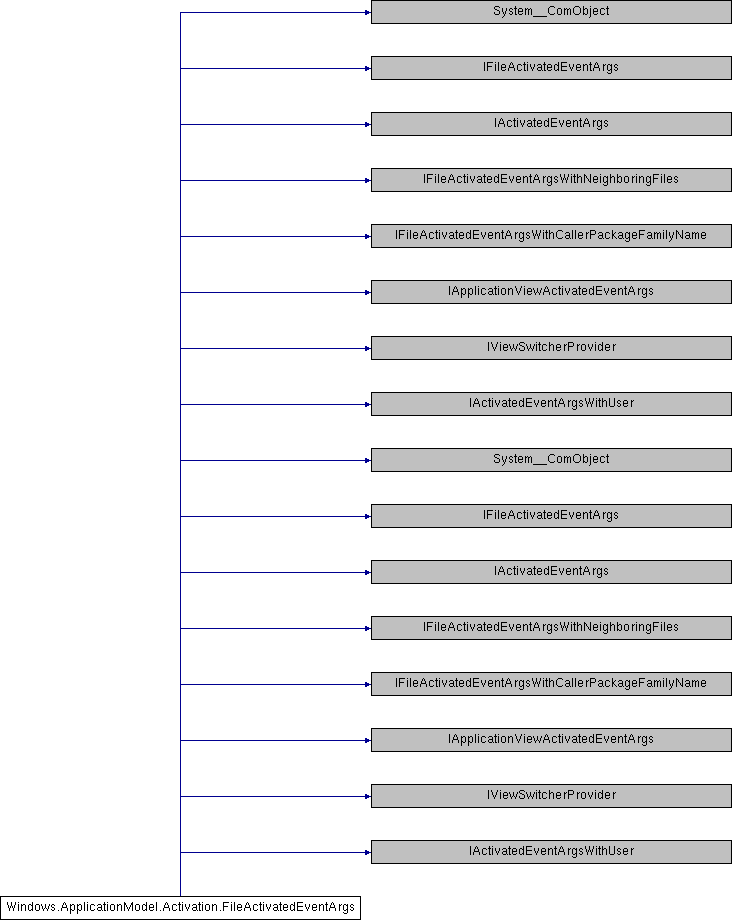 System__ComObject
IFileActivatedEventArgs
IActivatedEventArgs
IFileActivatedEventArgsWithNeighboringFiles
IFileActivatedEventArgsWithCallerPackageFamilyName
IApplicationViewActivatedEventArgs
IViewSwitcherProvider
IActivatedEventArgsWithUser
System__ComObject
IFileActivatedEventArgs
IActivatedEventArgs
IFileActivatedEventArgsWithNeighboringFiles
IFileActivatedEventArgsWithCallerPackageFamilyName
IApplicationViewActivatedEventArgs
IViewSwitcherProvider
IActivatedEventArgsWithUser
Windows.ApplicationModel.Activation.FileActivatedEventArgs